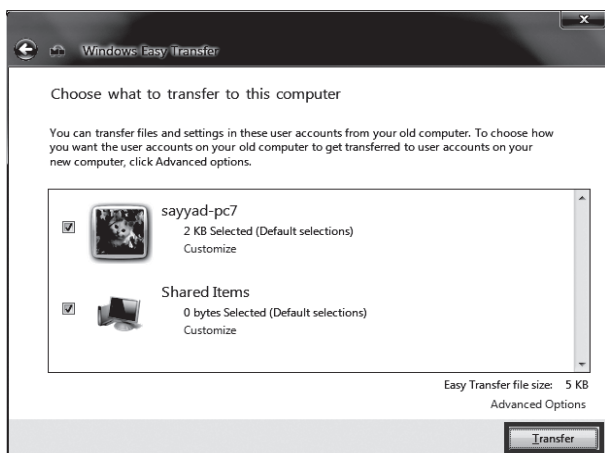 Windows Easy Transfer
Choose what to transfer to this computer
You can transfer files and settings in these user accounts from your old computer. To choose how
you want the user accounts on your old computer to get transferred to user accounts on your
new computer, click Advanced options.
sayyad-pc7
2 KB Selected (Default selections)
Customize
Shared Items
0 bytes Selected (Default selections)
Customize
Easy Transfer file size: 5 KB
Advanced Options
Transfer